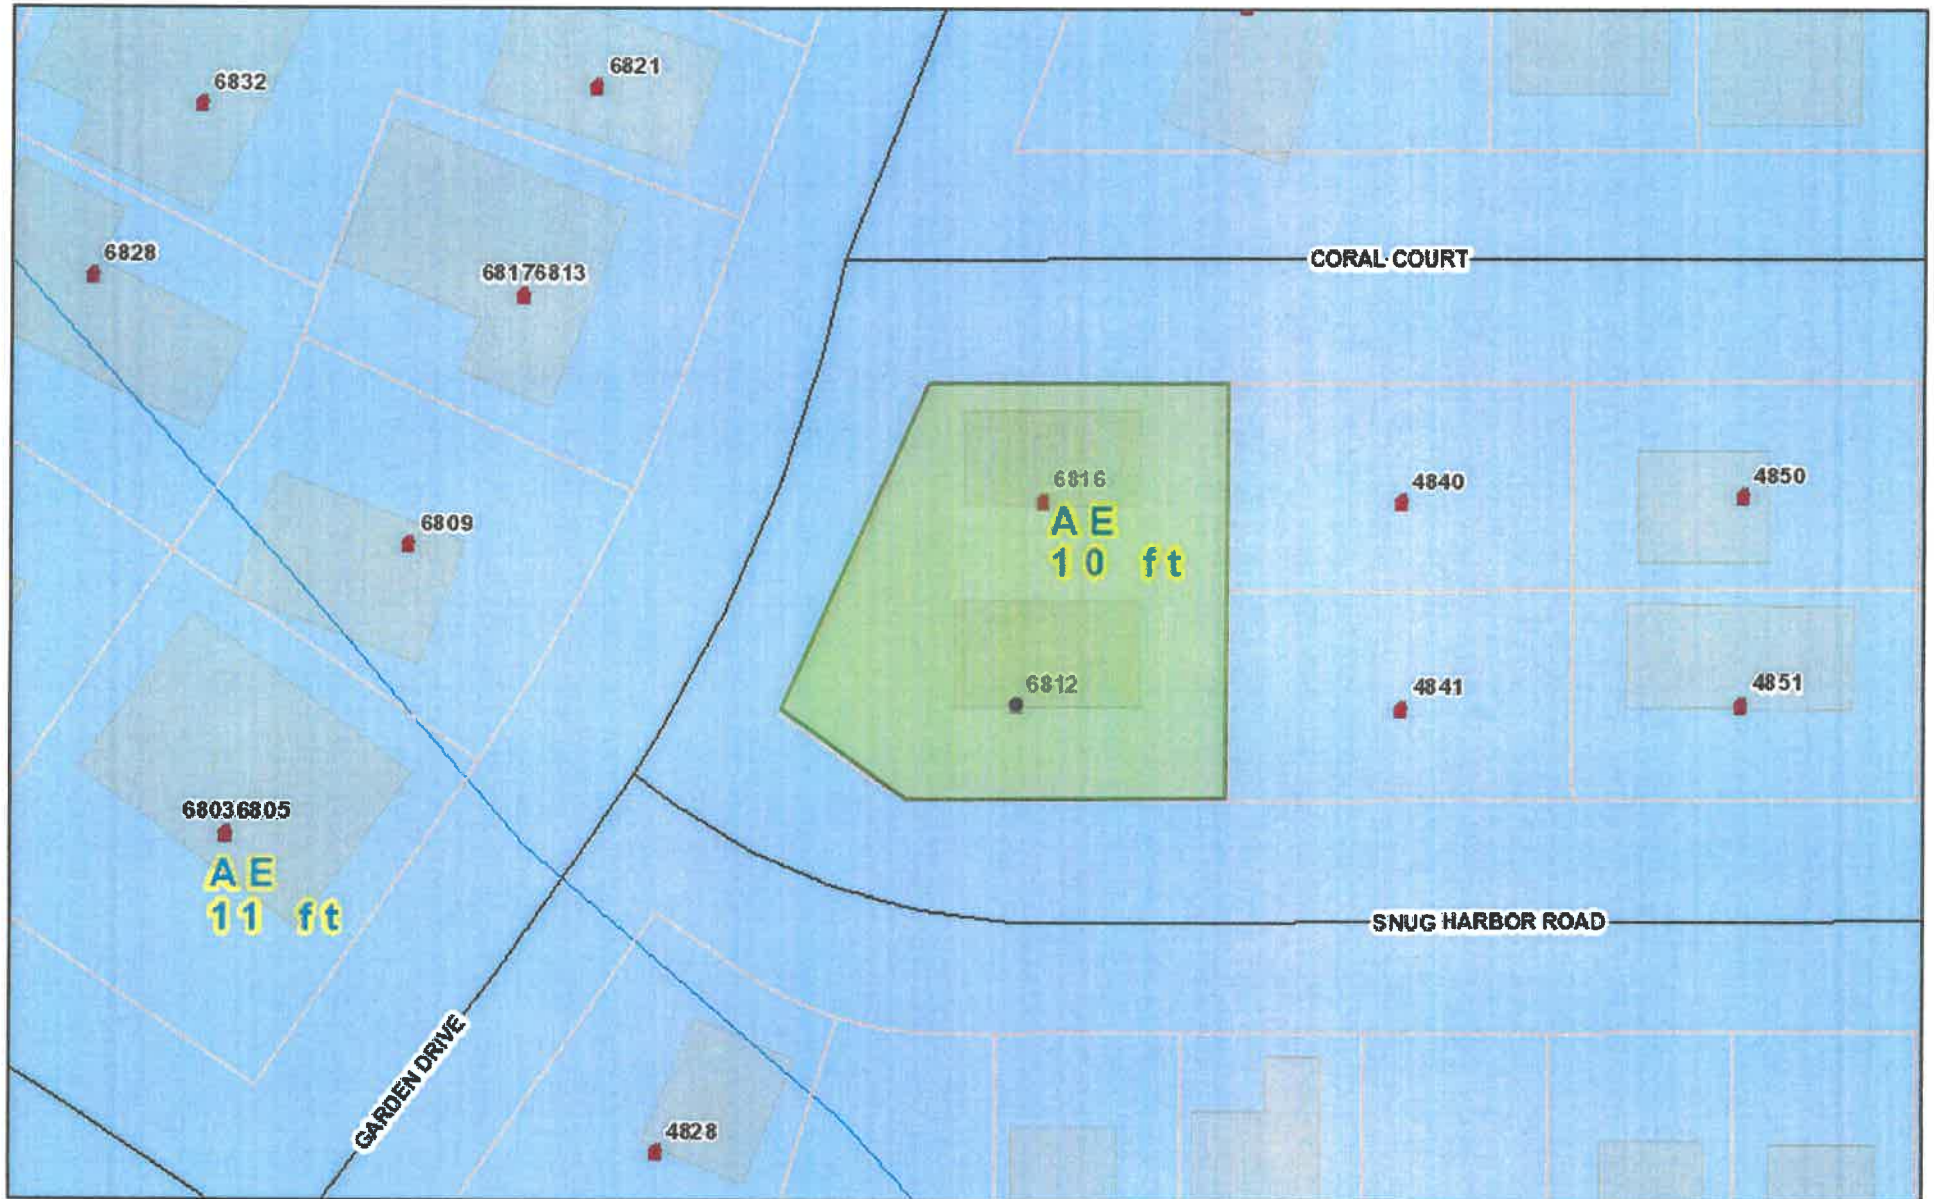 6821
6832
6828
68176813
CORAL COURT
6816
4840
4850
AE
10 ft
6809
6812
4841
4851
68036805
AE
11 ft
SNUG HARBOR ROAD
GARDEN DRIVE
4828